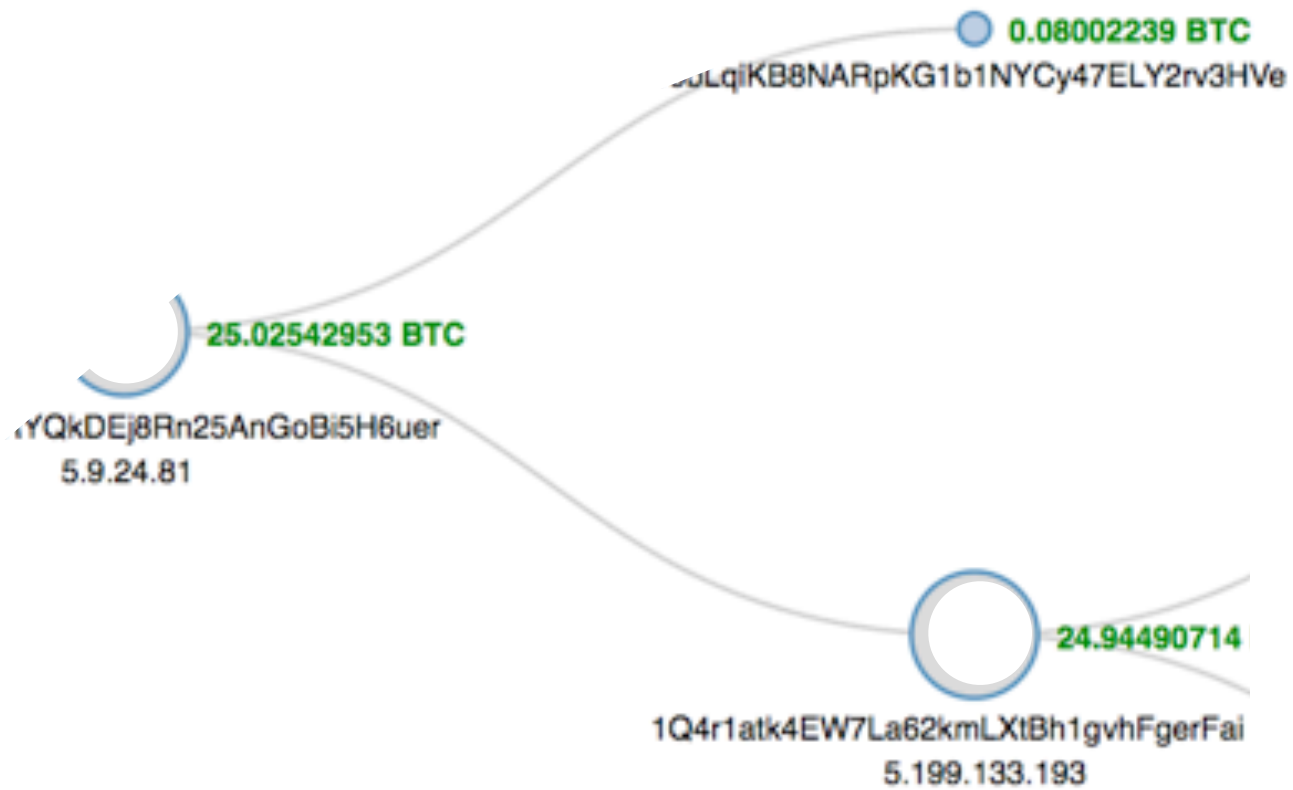 0.08002239 BTC
LqiKB8NARpKG1b1NYCy47ELY2rv3HVe
25.02542953 BTC
YQkDEj8Rn25AnGoBi5H6uer
5.9.24.81
24.94490714
1Q4r1atk4EW7La62kmLXtBh1gvhFgerFai
5.199.133.193